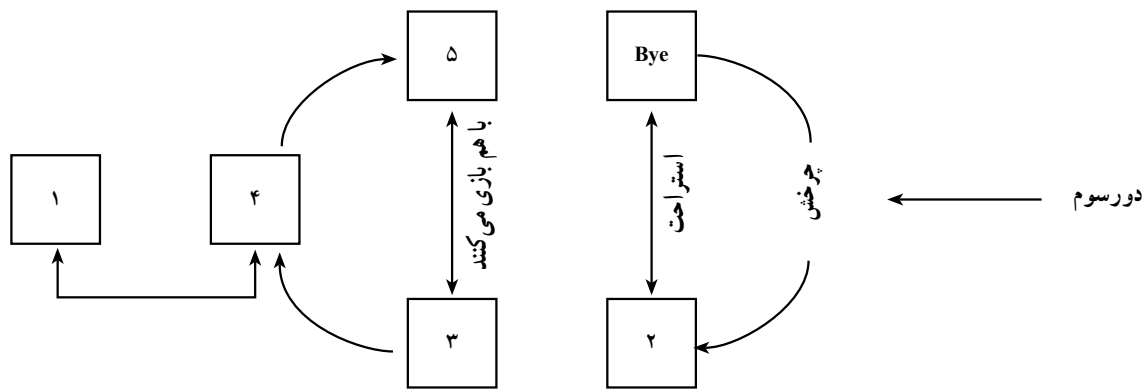 ۵
Bye
با هم بازی می‌کنند
استراحت
چرخش
دورسوم
۱
۴
۳
۲